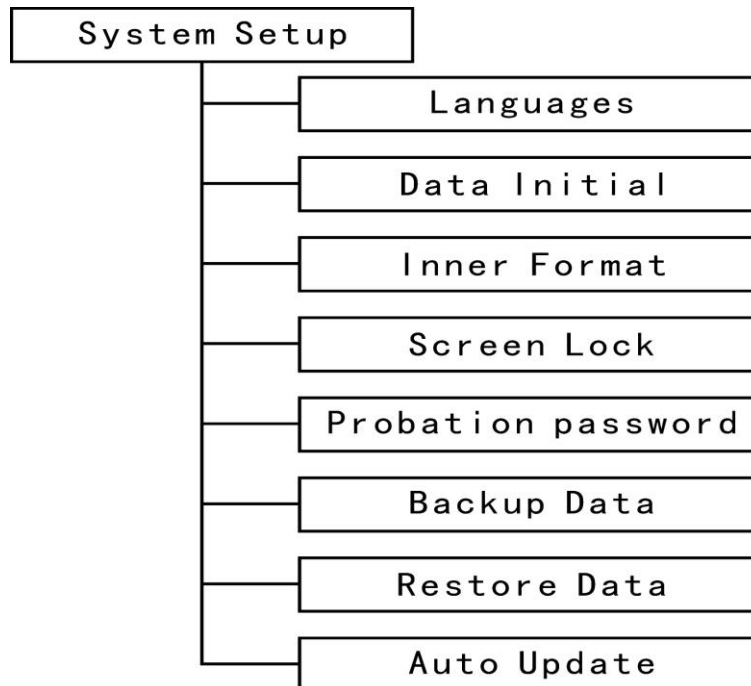 System Setup
Languages
Data Initial
Inner Format
Screen Lock
Probation password
Backup Data
Restore Data
Auto Update